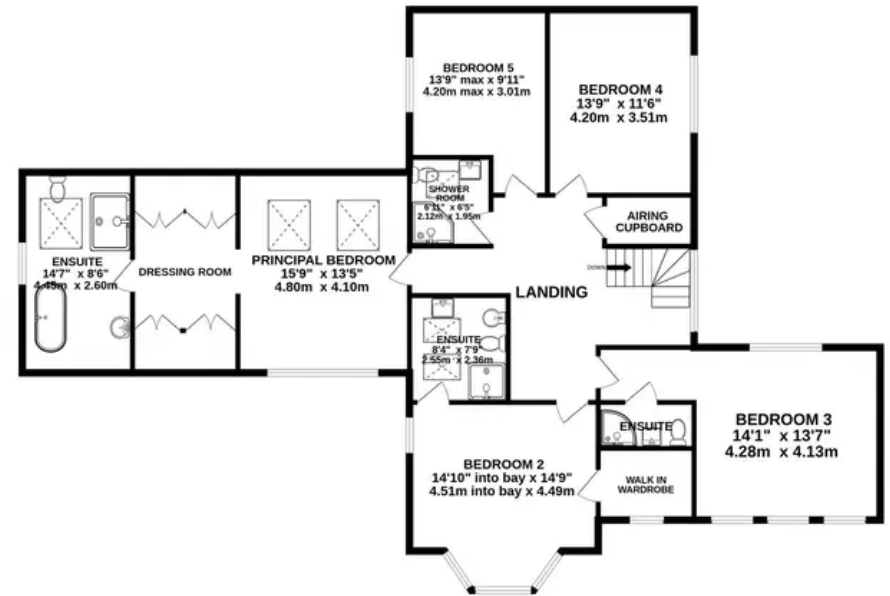 BEDROOM 5
13'9" max x 9'11"
4.20m max x 3.01m
BEDROOM 4
13'9" x 11'6"
4.20m x 3.51m
SHOWER
ROOM
6'11" x 6'5"
2.12m x 1.95m
AIRING
CUPBOARD
ENSUITE
14'7" x 8'6"
4.45m x 2.60m
DRESSING ROOM
PRINCIPAL BEDROOM
15'9" x 13'5"
4.80m x 4.10m
DOWN
LANDING
ENSUITE
8'4" x 7'9"
2.55m x 2.36m
ENSUITE
BEDROOM 3
14'1" x 13'7"
4.28m x 4.13m
BEDROOM 2
14'10" into bay x 14'9"
4.51m into bay x 4.49m
WALK IN
WARDROBE